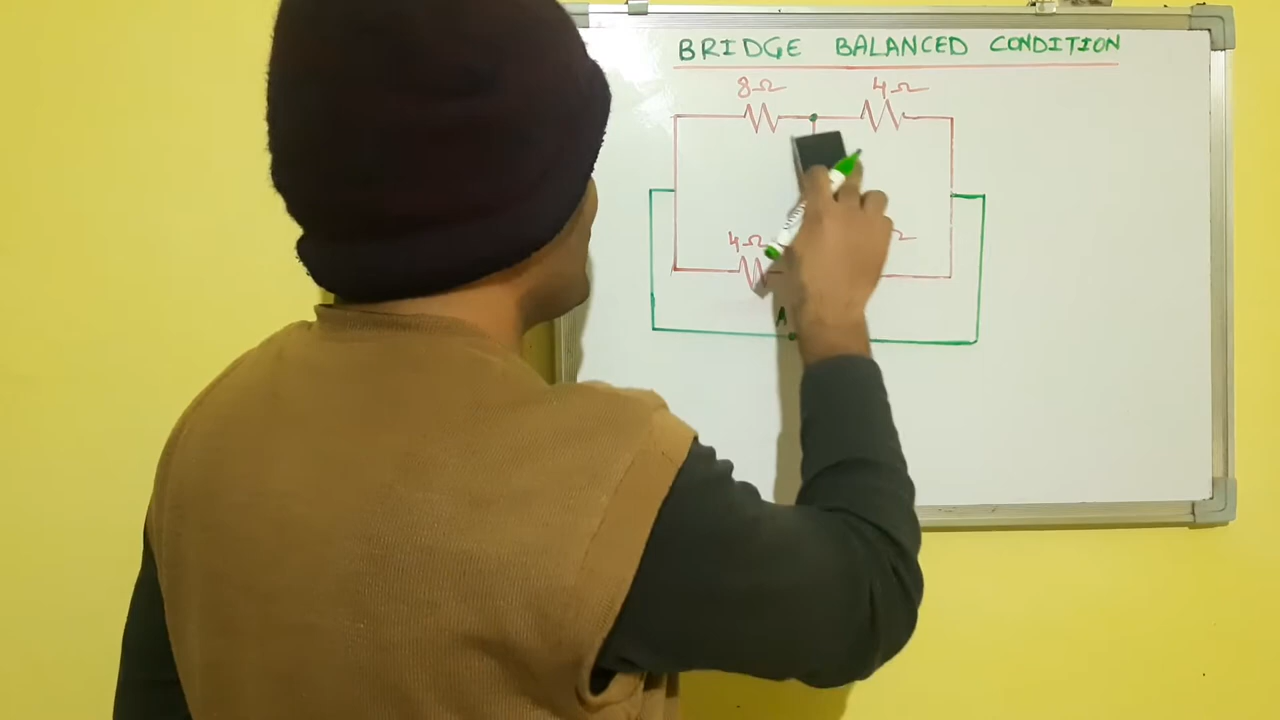 BRIDGE BALANCED CONDITION
8Ω 4Ω
4Ω Ω
A